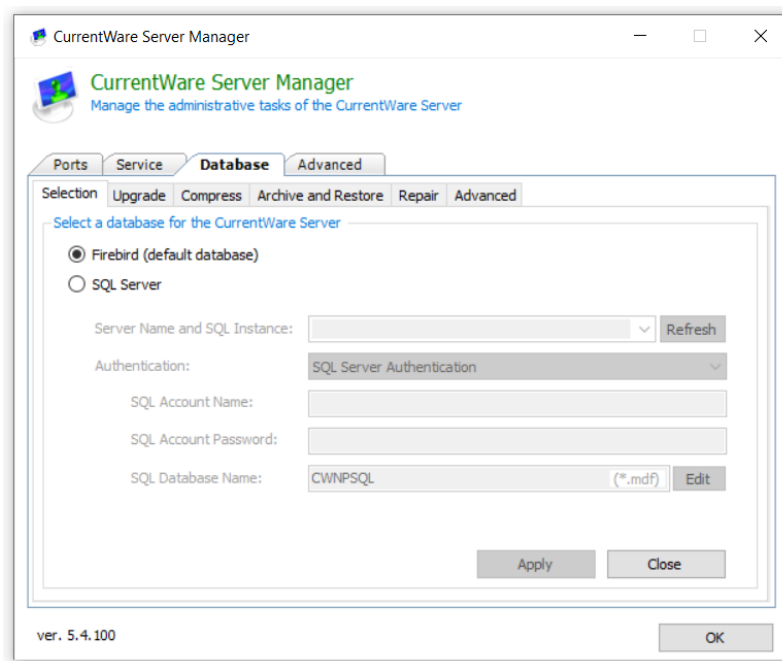 CurrentWare Server Manager
CurrentWare Server Manager
Manage the administrative tasks of the CurrentWare Server
Ports Service Database Advanced
Selection Upgrade Compress Archive and Restore Repair Advanced
Select a database for the CurrentWare Server
Firebird (default database)
SQL Server
Server Name and SQL Instance: Refresh
Authentication: SQL Server Authentication
SQL Account Name:
SQL Account Password:
SQL Database Name: CWNPSQL (*.mdf) Edit
Apply Close
ver. 5.4.100 OK